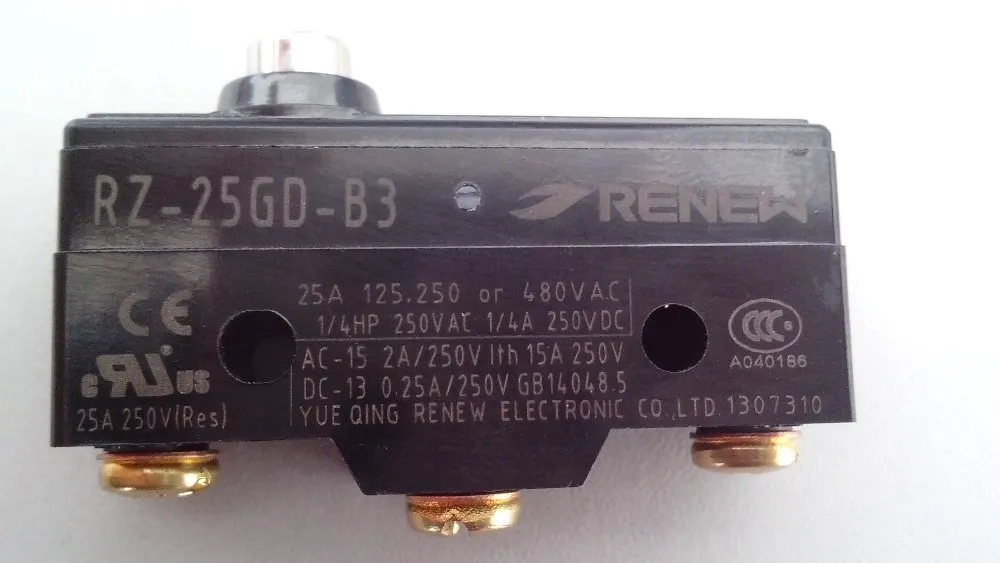 RZ-25GD-B3
RENEW
CE
25A 125.250 or 480VAC
1/4HP 250VAC 1/4A 250VDC
CCC
A040186
c RU us
AC-15 2A/250V Ith 15A 250V
DC-13 0.25A/250V GB14048.5
25A 250V(Res)
YUE QING RENEW ELECTRONIC CO.,LTD.1307310